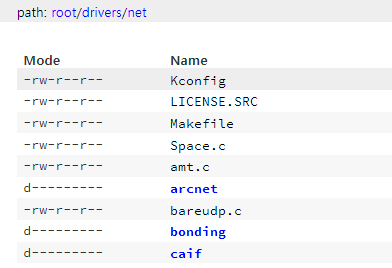 path: root/drivers/net
Mode Name
-rw-r--r-- Kconfig
-rw-r--r-- LICENSE.SRC
-rw-r--r-- Makefile
-rw-r--r-- Space.c
-rw-r--r-- amt.c
d--------- arcnet
-rw-r--r-- bareudp.c
d--------- bonding
d--------- caif